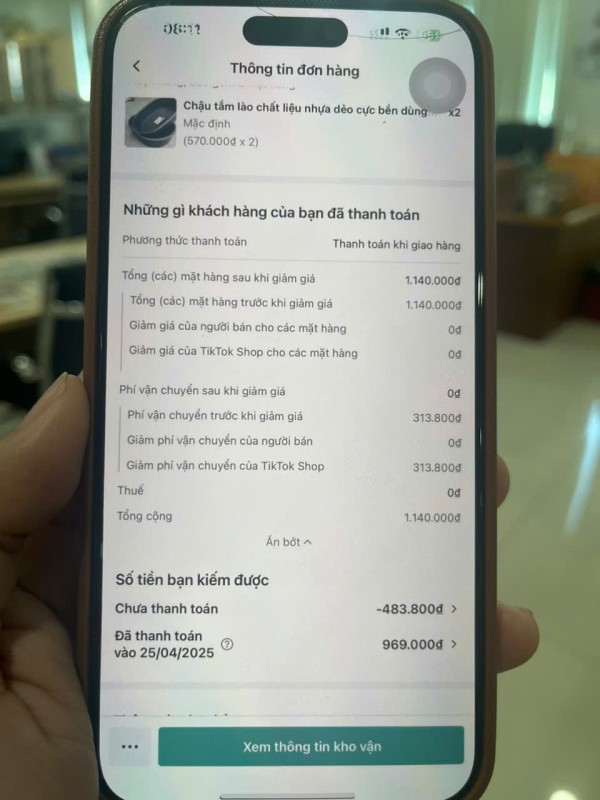 Thông tin đơn hàng
Chậu tắm lào chất liệu nhựa dẻo cực bền dùng... x2
Mặc định
(570.000đ x 2)
Những gì khách hàng của bạn đã thanh toán
Phương thức thanh toán Thanh toán khi giao hàng
Tổng (các) mặt hàng sau khi giảm giá 1.140.000đ
Tổng (các) mặt hàng trước khi giảm giá 1.140.000đ
Giảm giá của người bán cho các mặt hàng 0đ
Giảm giá của TikTok Shop cho các mặt hàng 0đ
Phí vận chuyển sau khi giảm giá 0đ
Phí vận chuyển trước khi giảm giá 313.800đ
Giảm phí vận chuyển của người bán 0đ
Giảm phí vận chuyển của TikTok Shop 313.800đ
Thuế 0đ
Tổng cộng 1.140.000đ
Ẩn bớt
Số tiền bạn kiếm được
Chưa thanh toán -483.800đ
Đã thanh toán
vào 25/04/2025 969.000đ
Xem thông tin kho vận